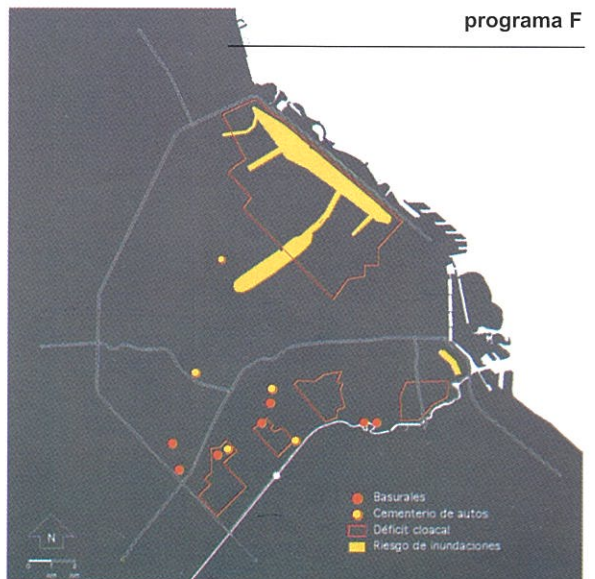 programa F
Basurales
Cementerio de autos
Déficit cloacal
Riesgo de inundaciones
N